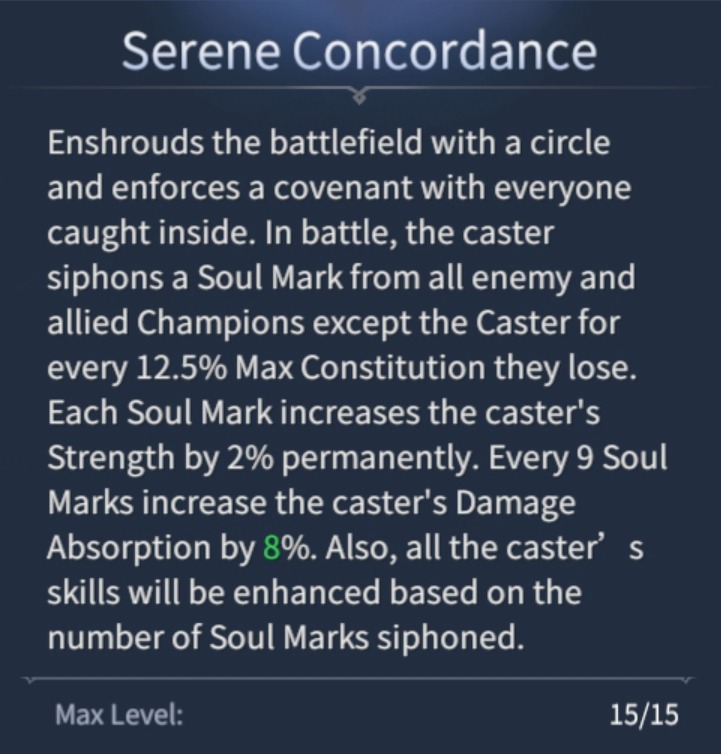 Serene Concordance
Enshrouds the battlefield with a circle
and enforces a covenant with everyone
caught inside. In battle, the caster
siphons a Soul Mark from all enemy and
allied Champions except the Caster for
every 12.5% Max Constitution they lose.
Each Soul Mark increases the caster's
Strength by 2% permanently. Every 9 Soul
Marks increase the caster's Damage
Absorption by 8%. Also, all the caster’ s
skills will be enhanced based on the
number of Soul Marks siphoned.
Max Level: 15/15